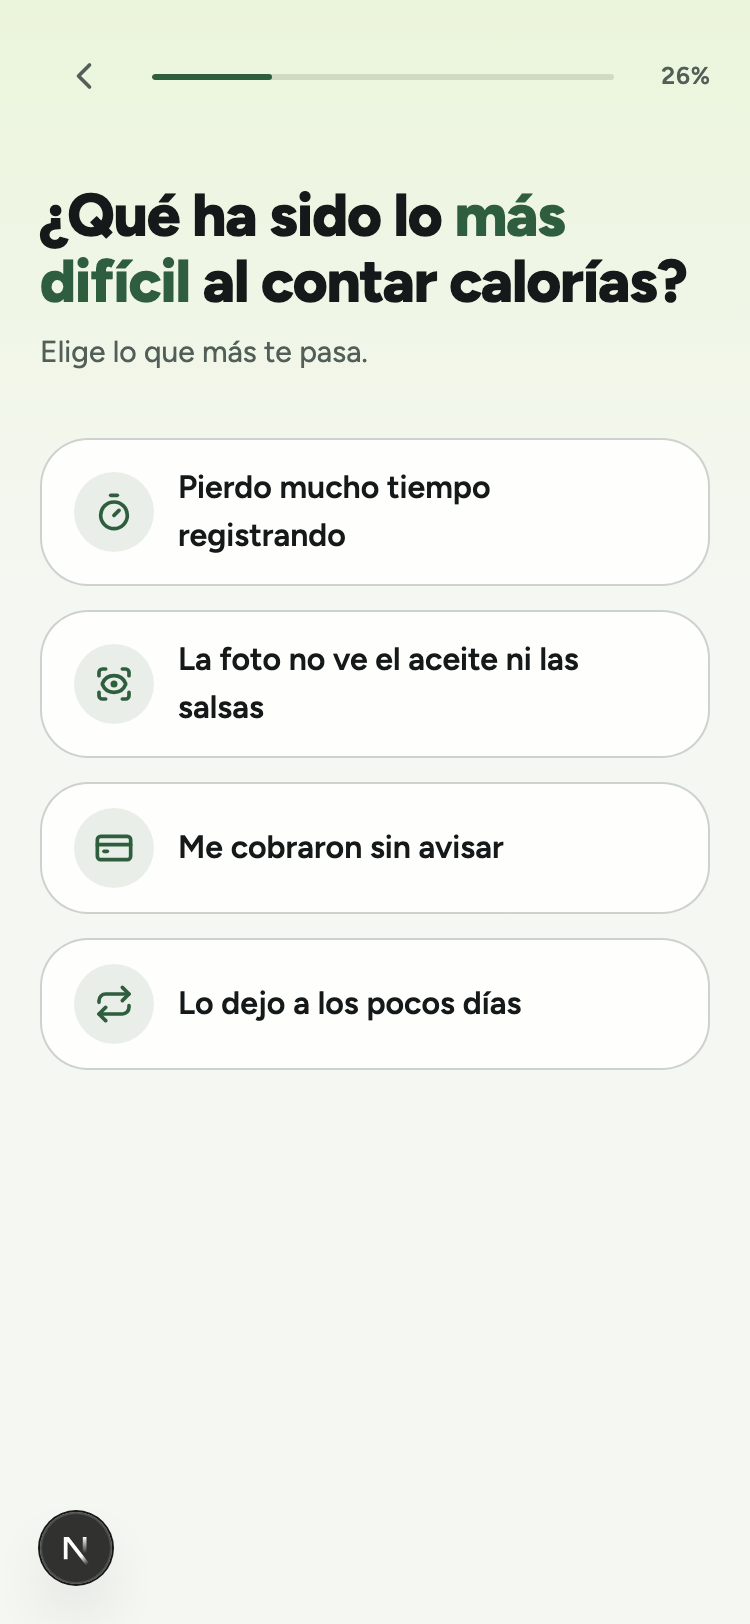 26%
¿Qué ha sido lo más
difícil al contar calorías?
Elige lo que más te pasa.
Pierdo mucho tiempo
registrando
La foto no ve el aceite ni las
salsas
Me cobraron sin avisar
Lo dejo a los pocos días
N